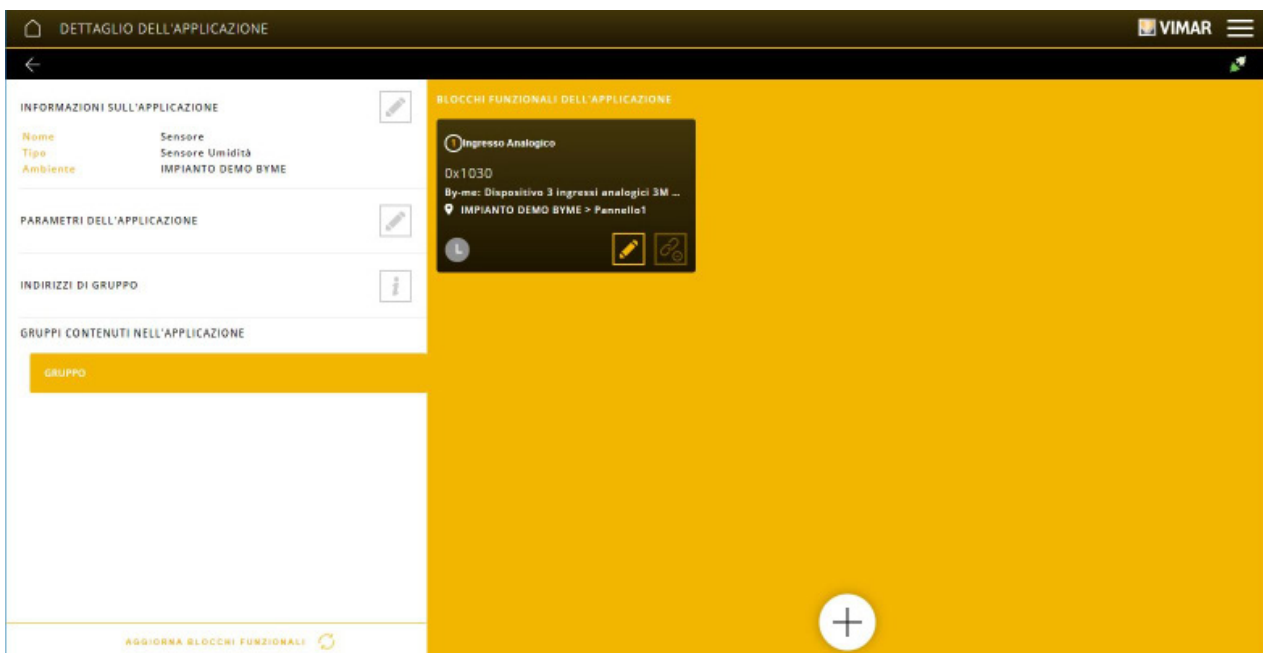 DETTAGLIO DELL'APPLICAZIONE
VIMAR
INFORMAZIONI SULL'APPLICAZIONE
Nome Sensore
Tipo Sensore Umidità
Ambiente IMPIANTO DEMO BYME
PARAMETRI DELL'APPLICAZIONE
INDIRIZZI DI GRUPPO
GRUPPI CONTENUTI NELL'APPLICAZIONE
GRUPPO
AGGIORNA BLOCCHI FUNZIONALI
BLOCCHI FUNZIONALI DELL'APPLICAZIONE
1 Ingresso Analogico
0x1030
By-me: Dispositivo 3 ingressi analogici 3M ...
IMPIANTO DEMO BYME > Pannello1
L